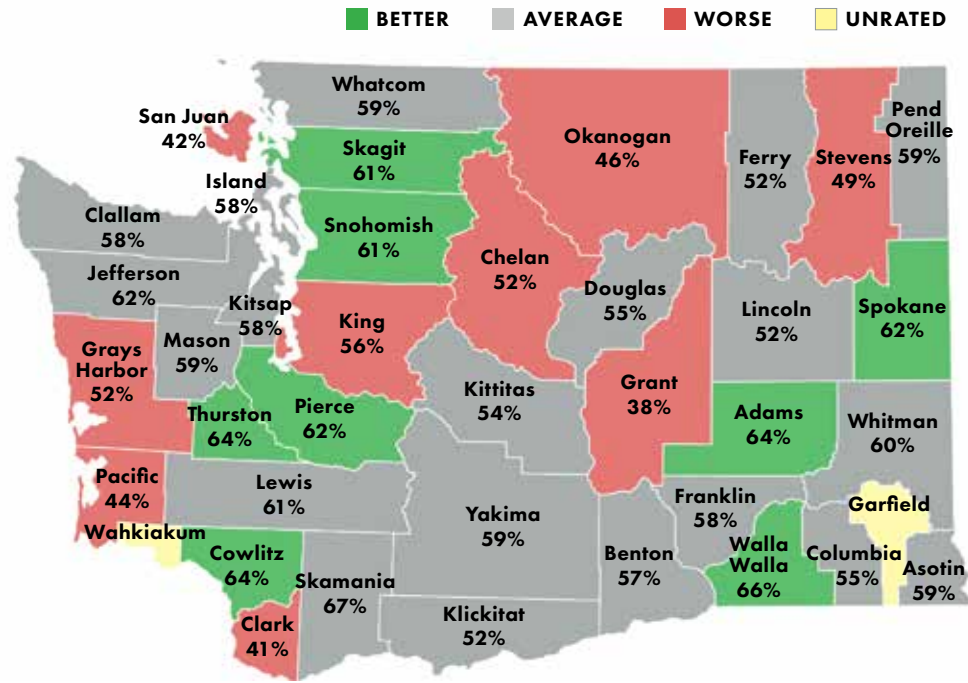 BETTER AVERAGE WORSE UNRATED
Whatcom
59%
San Juan
42%
Skagit
61%
Okanogan
46%
Ferry
52%
Stevens
49%
Pend
Oreille
59%
Island
58%
Clallam
58%
Snohomish
61%
Chelan
52%
Jefferson
62%
Kitsap
58%
Douglas
55%
Lincoln
52%
Spokane
62%
King
56%
Mason
59%
Grays
Harbor
52%
Kittitas
54%
Grant
38%
Thurston
64%
Pierce
62%
Adams
64%
Whitman
60%
Pacific
44%
Lewis
61%
Yakima
59%
Franklin
58%
Garfield
Wahkiakum
Cowlitz
64%
Skamania
67%
Benton
57%
Walla
Walla
66%
Columbia
55%
Asotin
59%
Klickitat
52%
Clark
41%